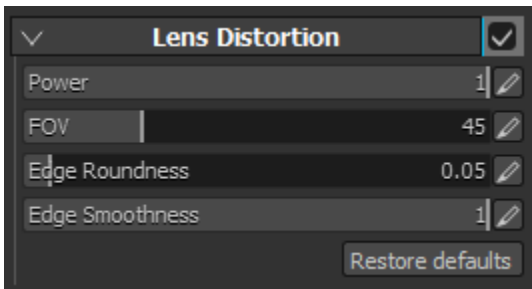 Lens Distortion
Power 1
FOV 45
Edge Roundness 0.05
Edge Smoothness 1
Restore defaults